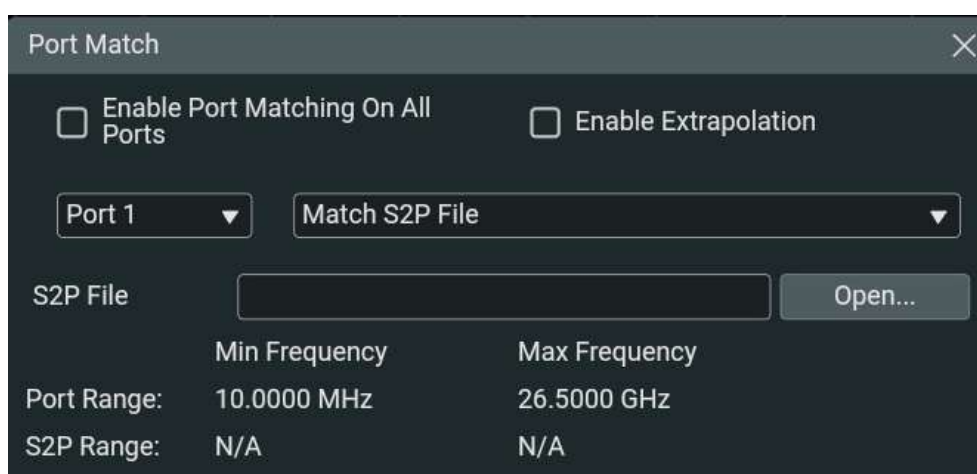 Port Match
Enable Port Matching On All
Ports
Enable Extrapolation
Port 1
Match S2P File
S2P File
Open...
Min Frequency Max Frequency
Port Range: 10.0000 MHz 26.5000 GHz
S2P Range: N/A N/A